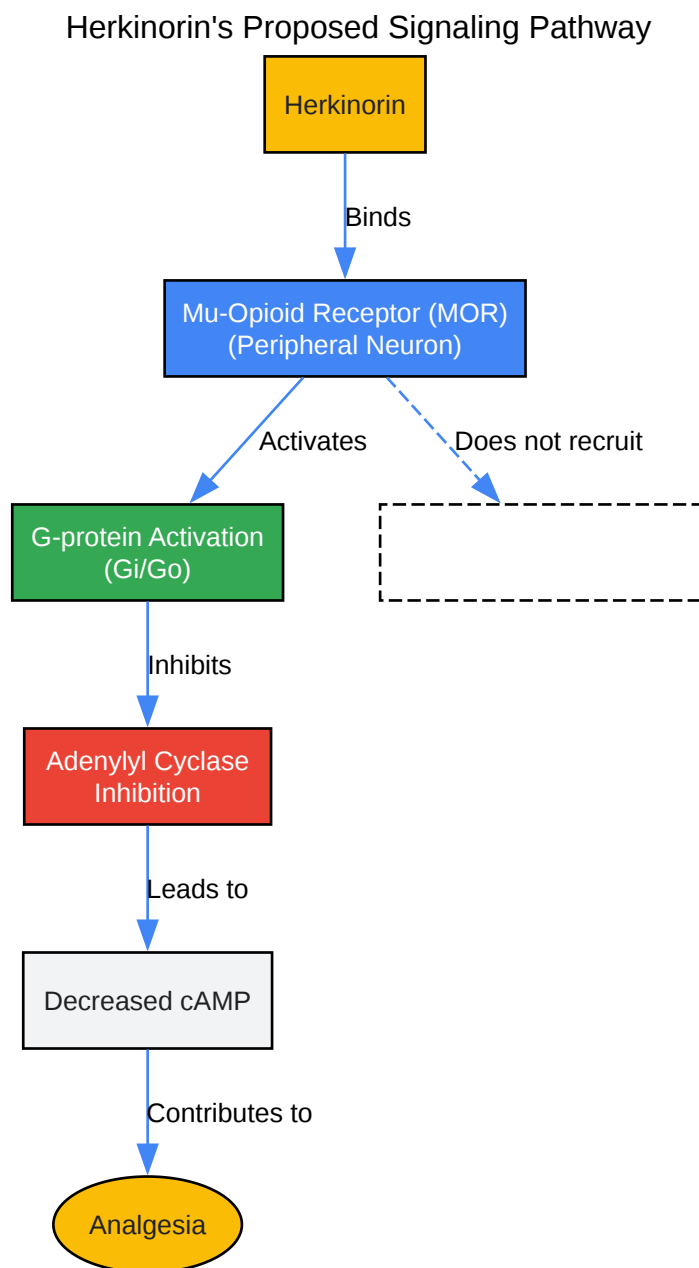 Herkinorin's Proposed Signaling Pathway
Herkinorin
Binds
Mu-Opioid Receptor (MOR)
(Peripheral Neuron)
Activates
Does not recruit
G-protein Activation
(Gi/Go)
Inhibits
Adenylyl Cyclase
Inhibition
Leads to
Decreased cAMP
Contributes to
Analgesia